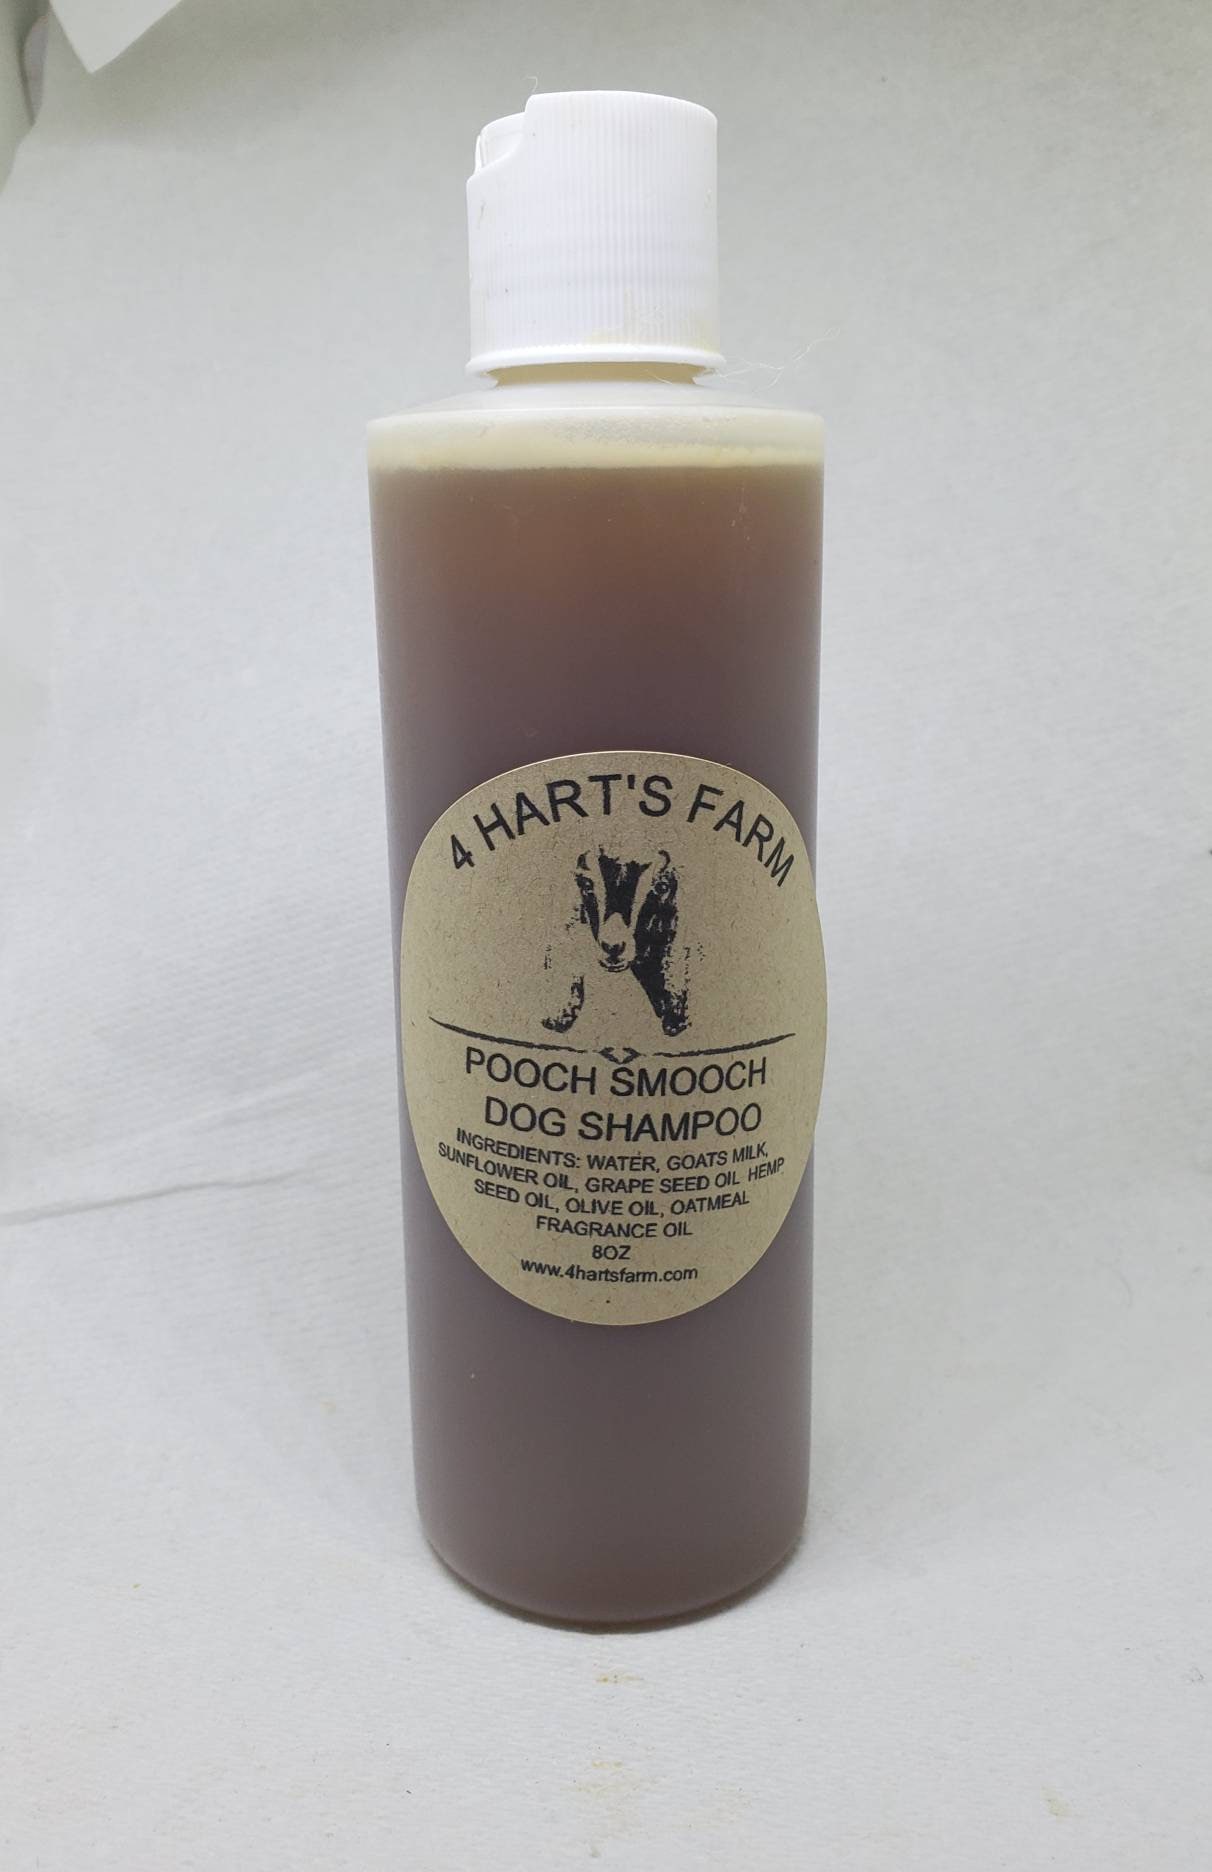 4 HART'S FARM
POOCH SMOOCH
DOG SHAMPOO
INGREDIENTS: WATER, GOATS MILK,
SUNFLOWER OIL, GRAPE SEED OIL HEMP
SEED OIL, OLIVE OIL, OATMEAL
FRAGRANCE OIL
8OZ
www.4hartsfarm.com